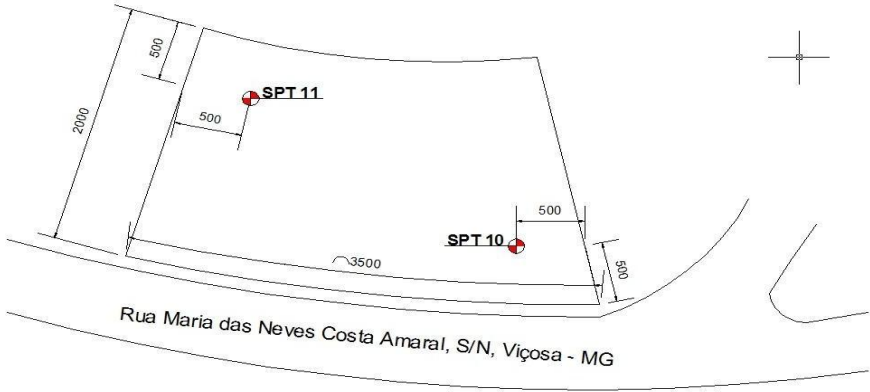 500
2000
SPT 11
500
500
SPT 10
500
3500
Rua Maria das Neves Costa Amaral, S/N, Viçosa - MG